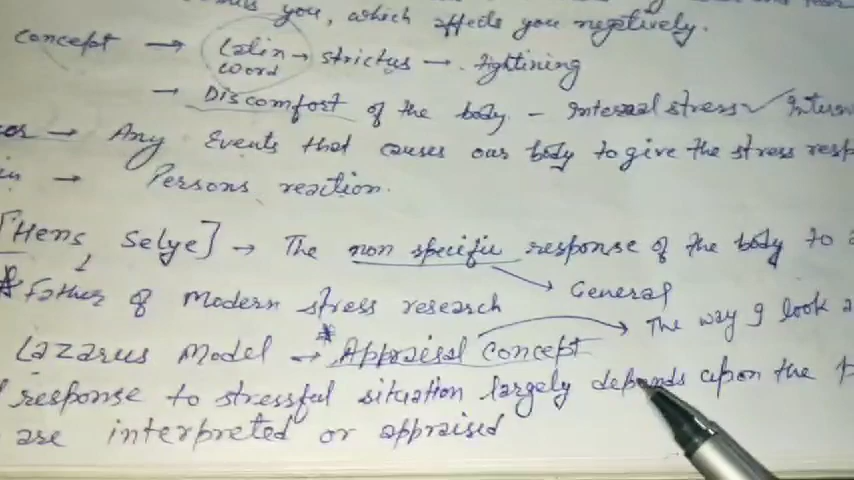 you, which affects you negetively.
concept → Latin word → strictus → tightining
→ Discomfort of the body - Internal stress ✓
→ Any Events that causes our body to give the stress
→ Persons reaction.
[Hens Selye] → The non specific response of the body to
→ General
* Father of Modern stress research
Lazarus Model → * Appraisal concept → The way I look
response to stressful situation largely depends upon the
are interpreted or appraised